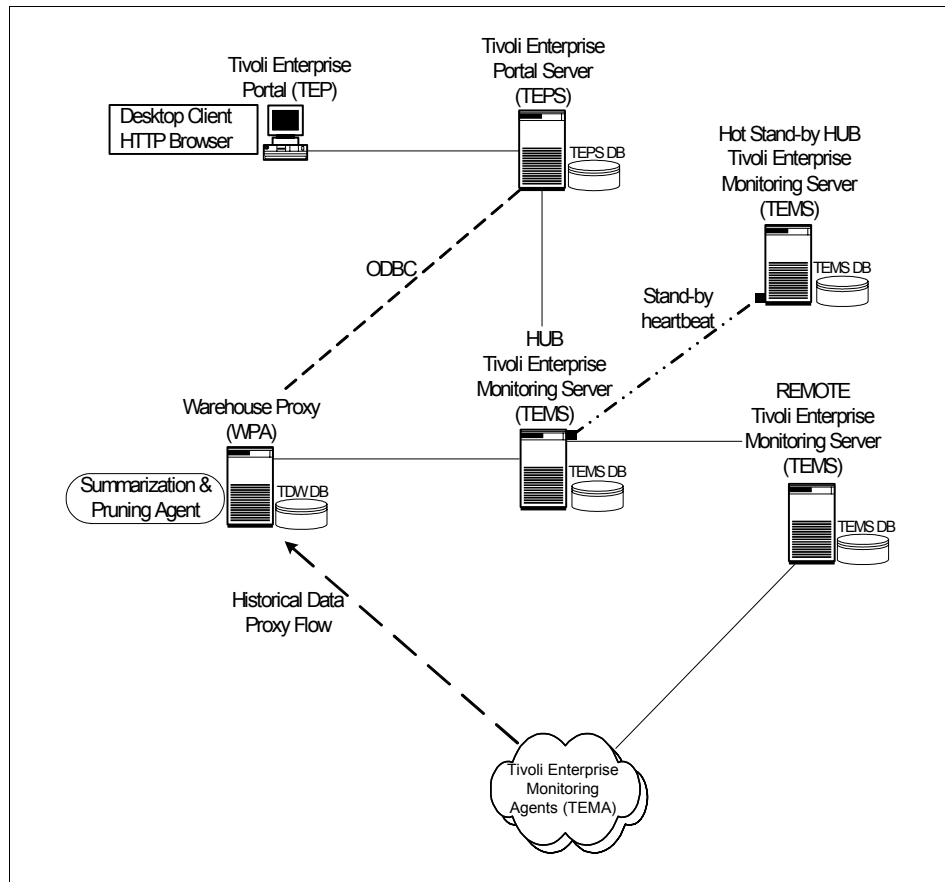 Tivoli Enterprise
Portal Server
(TEPS)
Tivoli Enterprise
Portal (TEP)
Desktop Client
HTTP Browser
TEPS DB
Hot Stand-by HUB
Tivoli Enterprise
Monitoring Server
(TEMS)
TEMS DB
ODBC
Stand-by
heartbeat
HUB
Tivoli Enterprise
Monitoring Server
(TEMS)
TEMS DB
REMOTE
Tivoli Enterprise
Monitoring Server
(TEMS)
TEMS DB
Warehouse Proxy
(WPA)
Summarization &
Pruning Agent
TDW DB
Historical Data
Proxy Flow
Tivoli Enterprise
Monitoring
Agents (TEMA)